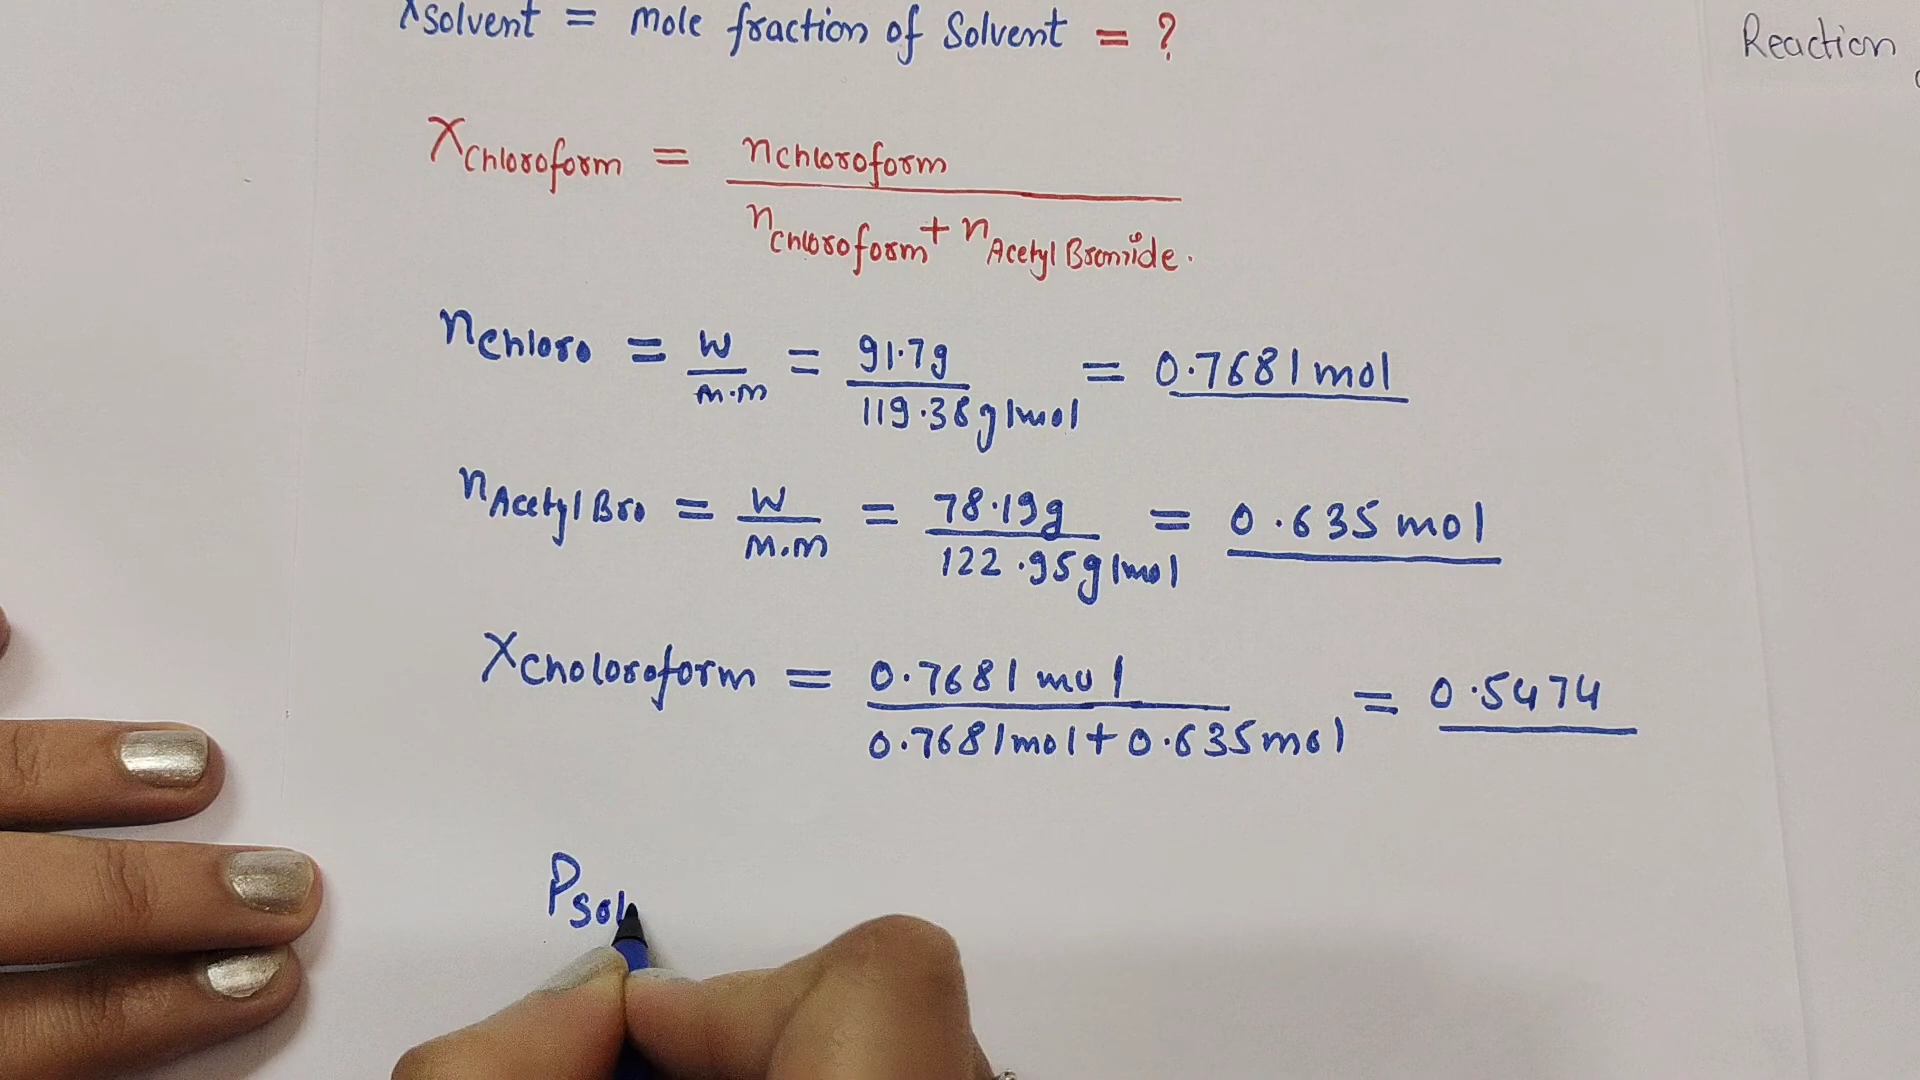 Xsolvent = mole fraction of Solvent = ?
Reaction
Xchloroform = nchloroform
nchloroform + nAcetyl Bromide.
nchloro = w = 91.7g = 0.7681 mol
m.m 119.38g/mol
nAcetyl Bro = w = 78.19g = 0.635 mol
m.m 122.95g/mol
Xcholoroform = 0.7681 mol = 0.5474
0.7681mol + 0.635mol
Psol